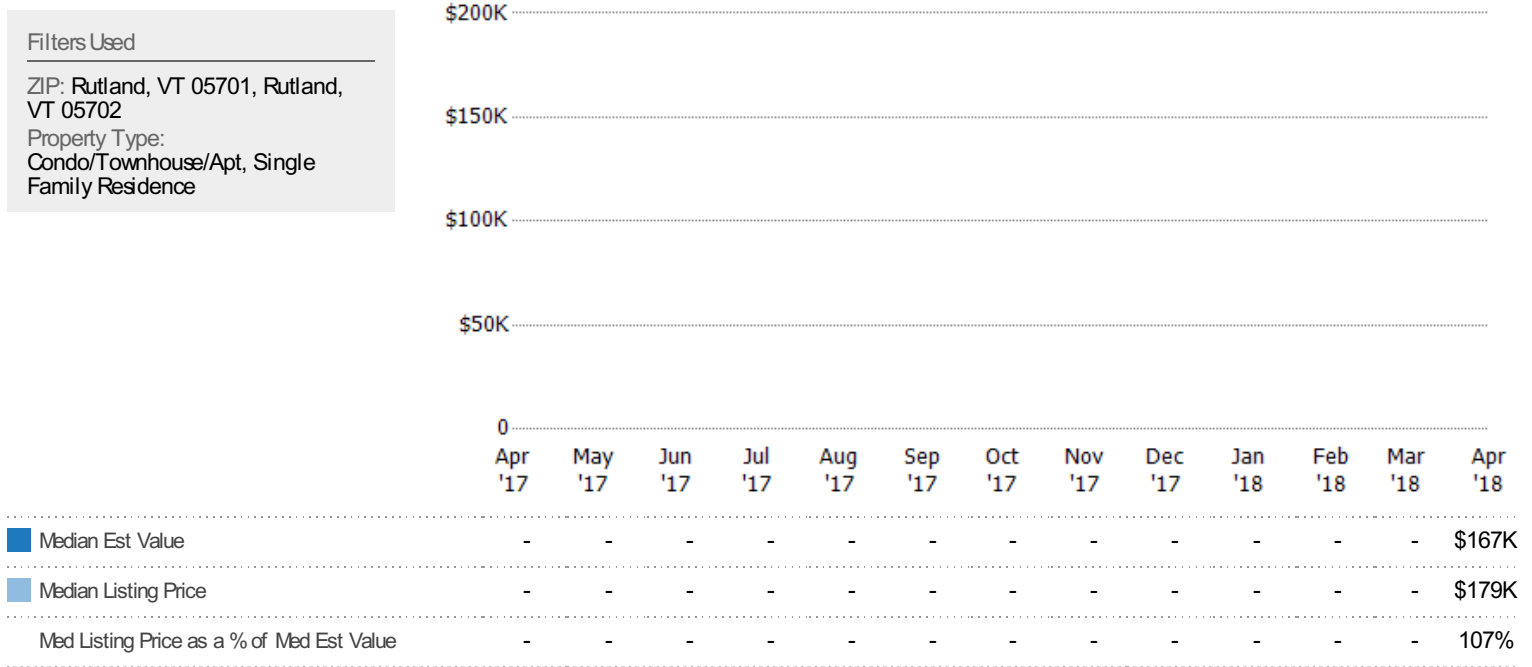 Filters Used
ZIP: Rutland, VT 05701, Rutland,
VT 05702
Property Type:
Condo/Townhouse/Apt, Single
Family Residence
$200K
$150K
$100K
$50K
0
Apr May Jun Jul Aug Sep Oct Nov Dec Jan Feb Mar Apr
'17 '17 '17 '17 '17 '17 '17 '17 '17 '18 '18 '18 '18
Median Est Value - - - - - - - - - - - - $167K
Median Listing Price - - - - - - - - - - - - $179K
Med Listing Price as a % of Med Est Value - - - - - - - - - - - - 107%